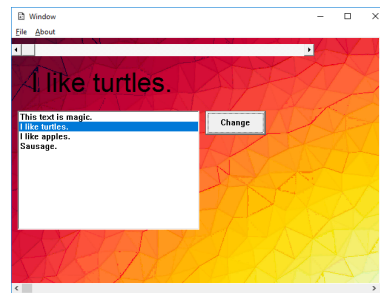 Window
File About
I like turtles.
This text is magic.
I like turtles.
I like apples.
Sausage.
Change